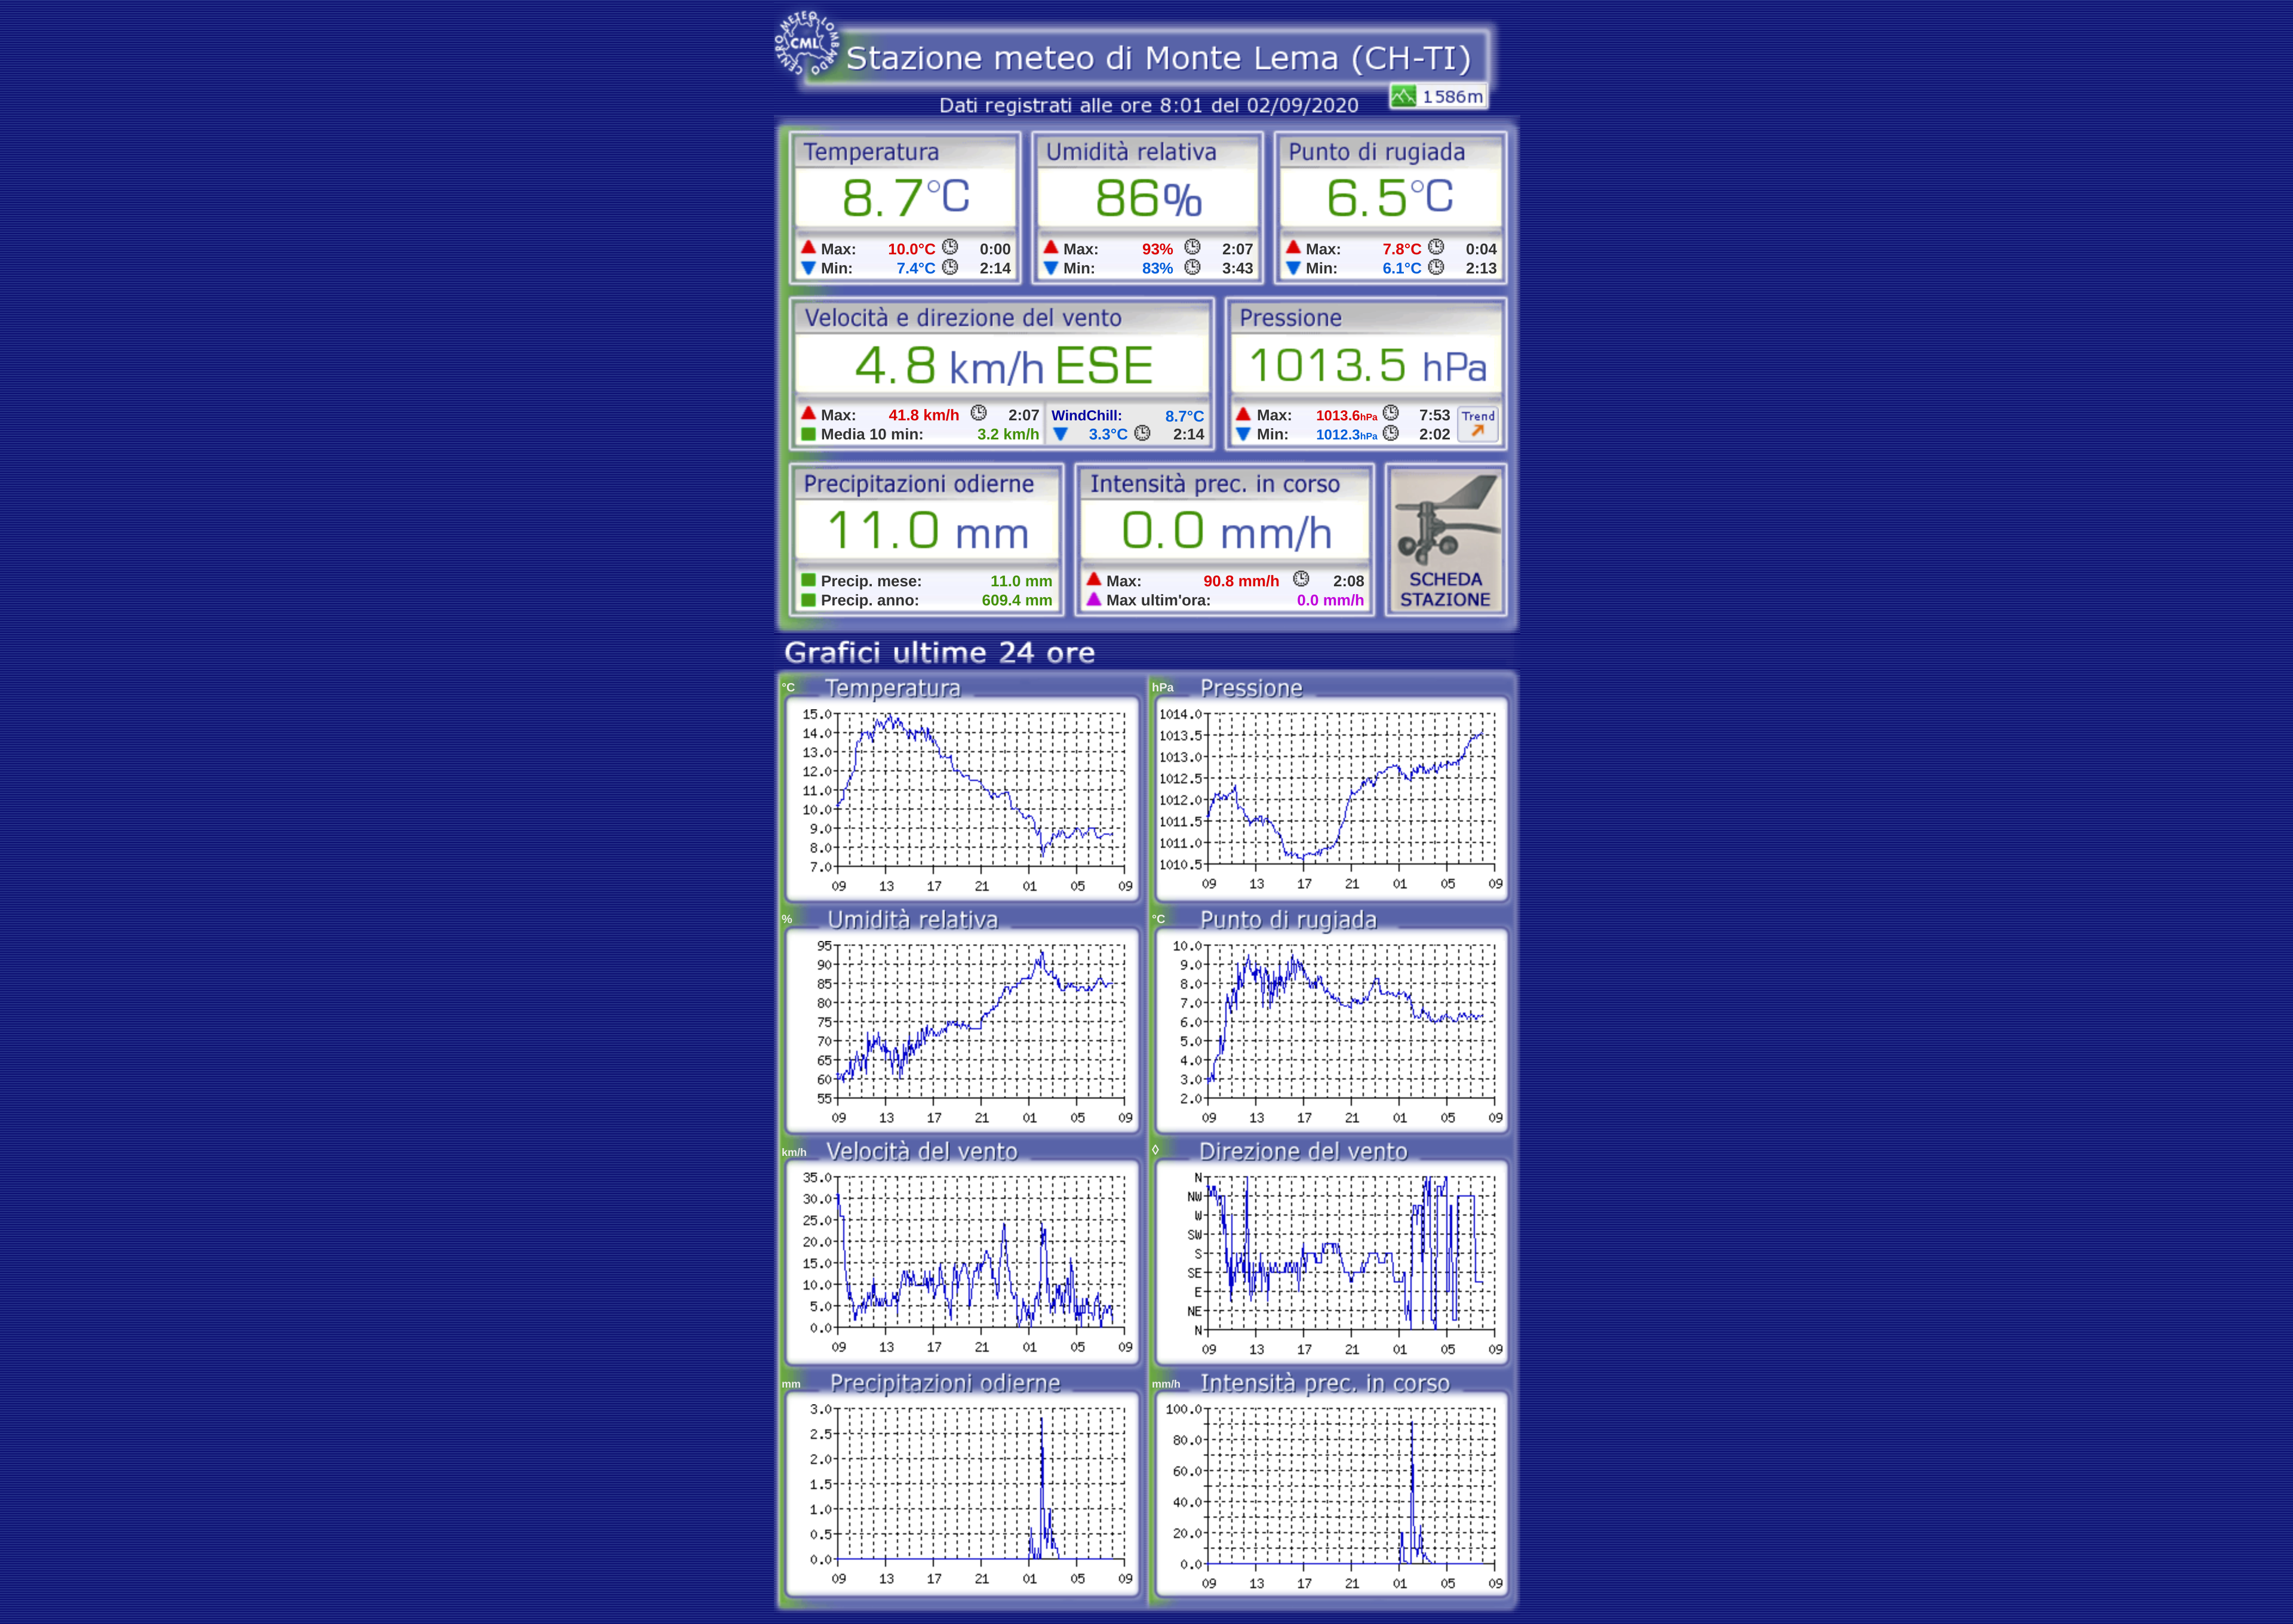 CENTRO METEO LOMBARDO
CML
Stazione meteo di Monte Lema (CH-TI)
Dati registrati alle ore 8:01 del 02/09/2020
1586m
Temperatura
8.7°C
Max: 10.0°C 0:00
Min: 7.4°C 2:14
Umidità relativa
86%
Max: 93% 2:07
Min: 83% 3:43
Punto di rugiada
6.5°C
Max: 7.8°C 0:04
Min: 6.1°C 2:13
Velocità e direzione del vento
4.8 km/h ESE
Max: 41.8 km/h 2:07
Media 10 min: 3.2 km/h
WindChill: 8.7°C
3.3°C 2:14
Pressione
1013.5 hPa
Max: 1013.6hPa 7:53
Min: 1012.3hPa 2:02
Trend
Precipitazioni odierne
11.0 mm
Precip. mese: 11.0 mm
Precip. anno: 609.4 mm
Intensità prec. in corso
0.0 mm/h
Max: 90.8 mm/h 2:08
Max ultim'ora: 0.0 mm/h
SCHEDA
STAZIONE
Grafici ultime 24 ore
°C Temperatura
15.0
14.0
13.0
12.0
11.0
10.0
9.0
8.0
7.0
09 13 17 21 01 05 09
hPa Pressione
1014.0
1013.5
1013.0
1012.5
1012.0
1011.5
1011.0
1010.5
09 13 17 21 01 05 09
% Umidità relativa
95
90
85
80
75
70
65
60
55
09 13 17 21 01 05 09
°C Punto di rugiada
10.0
9.0
8.0
7.0
6.0
5.0
4.0
3.0
2.0
09 13 17 21 01 05 09
km/h Velocità del vento
35.0
30.0
25.0
20.0
15.0
10.0
5.0
0.0
09 13 17 21 01 05 09
◊ Direzione del vento
N
NW
W
SW
S
SE
E
NE
N
09 13 17 21 01 05 09
mm Precipitazioni odierne
3.0
2.5
2.0
1.5
1.0
0.5
0.0
09 13 17 21 01 05 09
mm/h Intensità prec. in corso
100.0
80.0
60.0
40.0
20.0
0.0
09 13 17 21 01 05 09